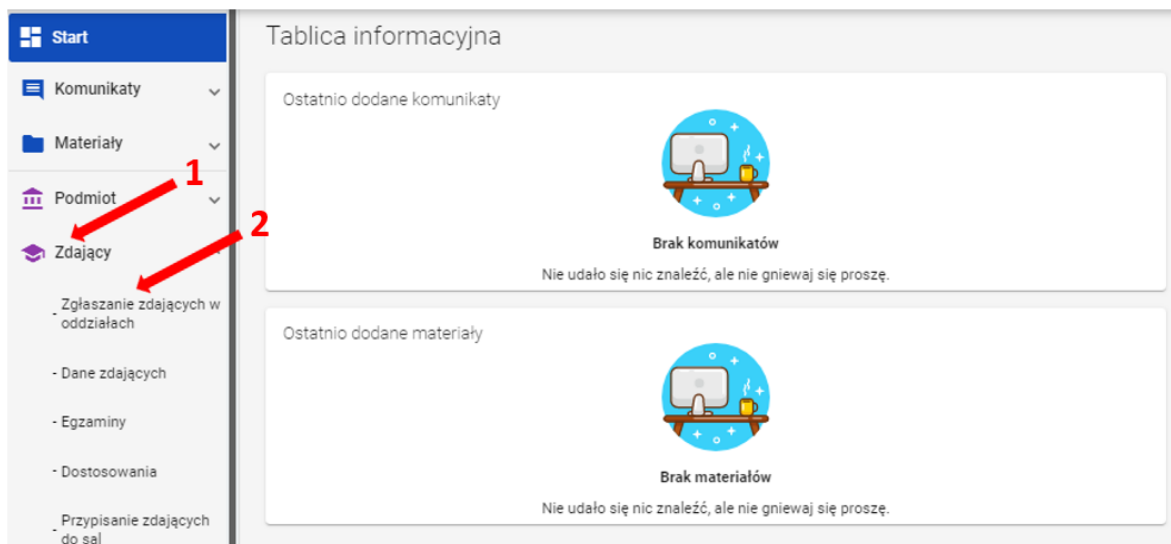 Start
Komunikaty
Materiały
1
Podmiot
2
Zdający
- Zgłaszanie zdających w
oddziałach
- Dane zdających
- Egzaminy
- Dostosowania
- Przypisanie zdających
do sal
Tablica informacyjna
Ostatnio dodane komunikaty
Brak komunikatów
Nie udało się nic znaleźć, ale nie gniewaj się proszę.
Ostatnio dodane materiały
Brak materiałów
Nie udało się nic znaleźć, ale nie gniewaj się proszę.